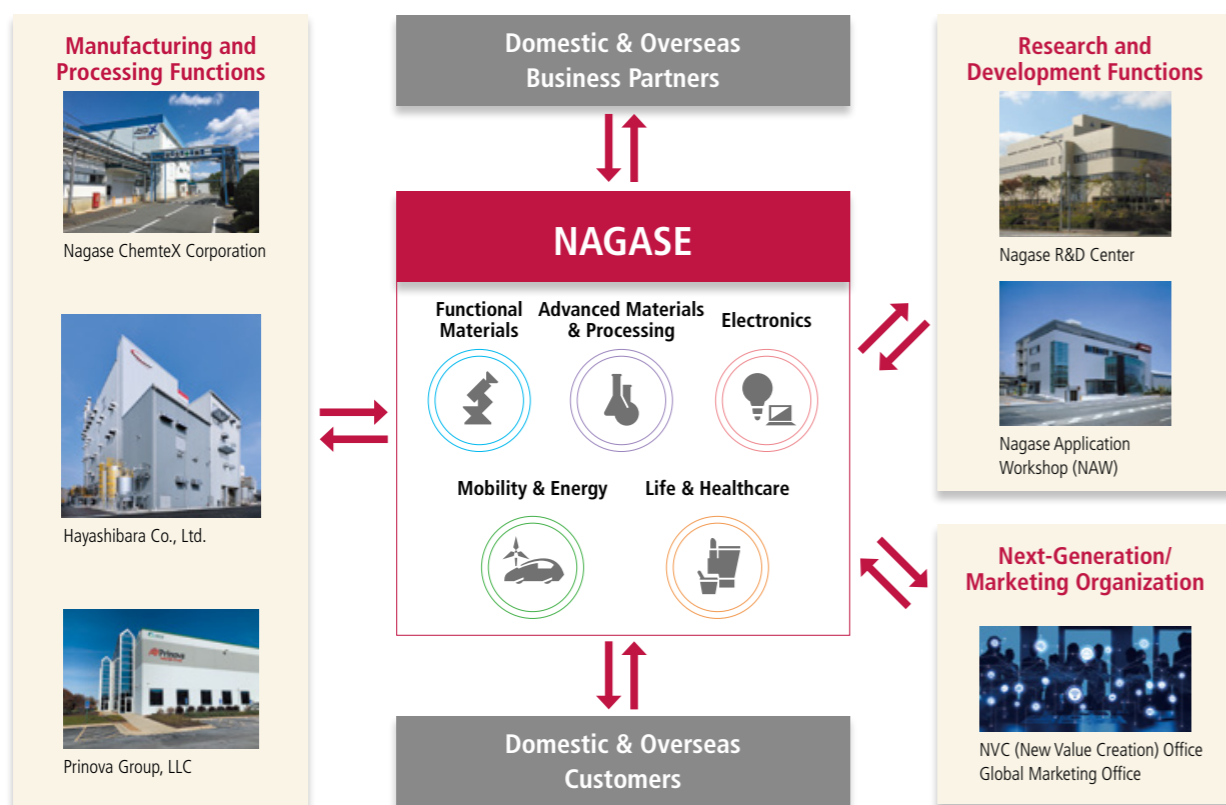 Manufacturing and
Processing Functions
Nagase ChemteX Corporation
Hayashibara Co., Ltd.
Prinova
Prinova Group, LLC
Domestic & Overseas
Business Partners
NAGASE
Functional
Materials
Advanced Materials
& Processing
Electronics
Mobility & Energy
Life & Healthcare
Domestic & Overseas
Customers
Research and
Development Functions
Nagase R&D Center
Nagase Application
Workshop (NAW)
Next-Generation/
Marketing Organization
NVC (New Value Creation) Office
Global Marketing Office